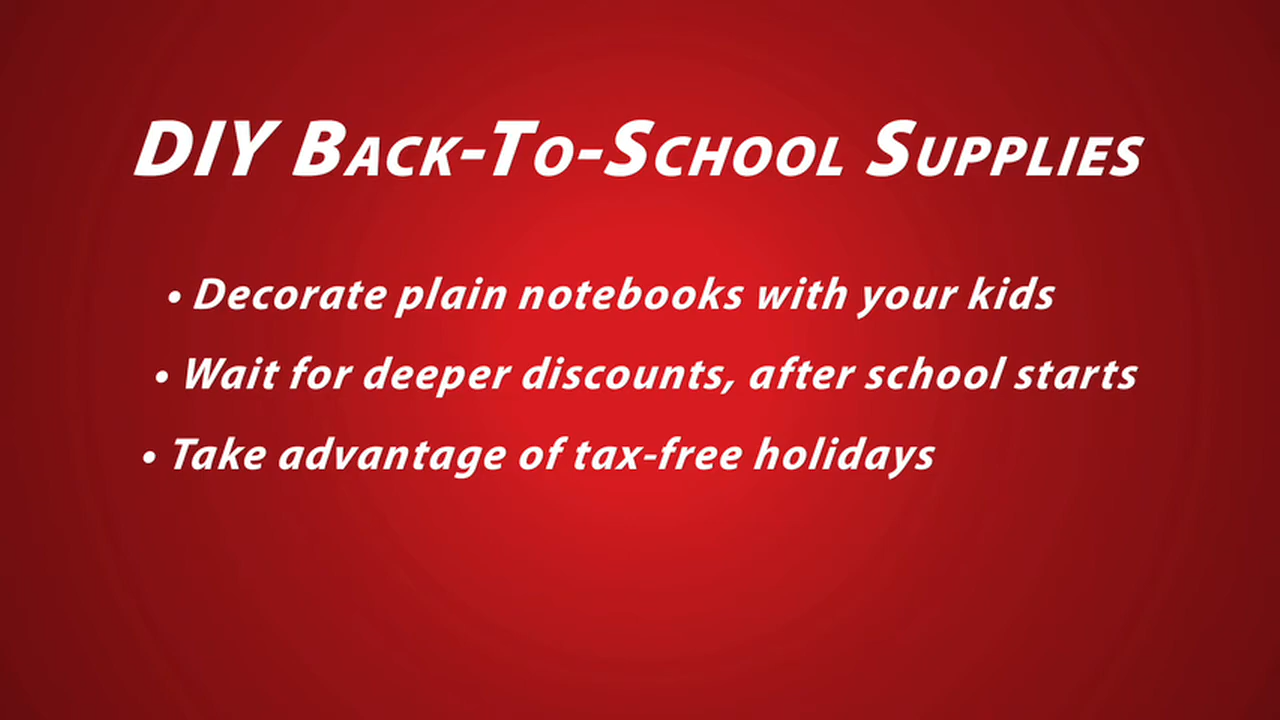 DIY Back-To-School Supplies
• Decorate plain notebooks with your kids
• Wait for deeper discounts, after school starts
• Take advantage of tax-free holidays